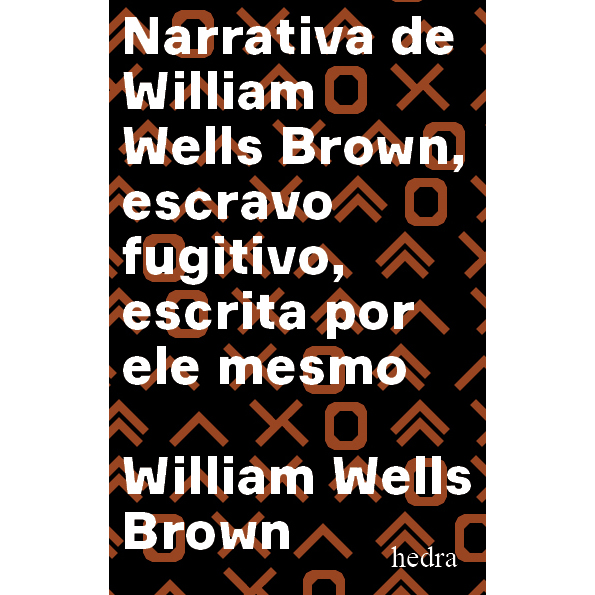 Narrativa de
William
Wells Brown,
escravo
fugitivo,
escrita por
ele mesmo
William Wells
Brown
hedra